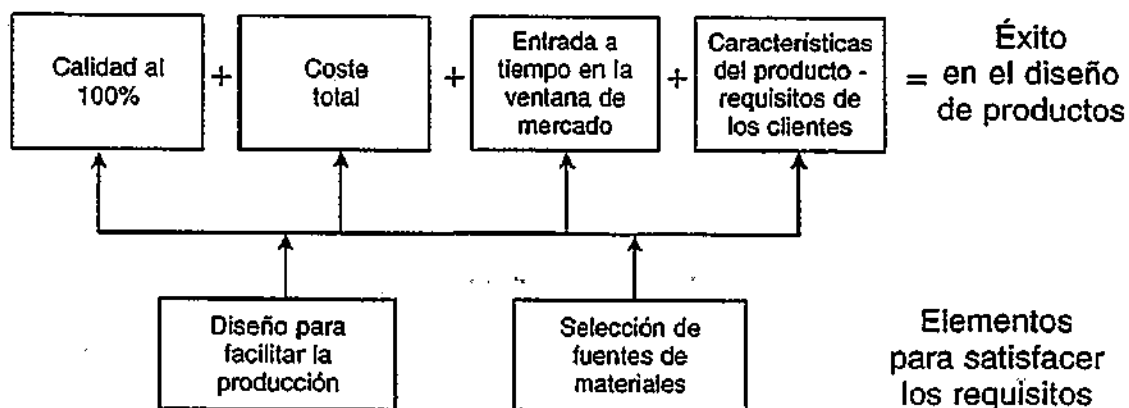 Calidad al
100%
+
Coste
total
+
Entrada a
tiempo en la
ventana de
mercado
+
Características
del producto -
requisitos de
los clientes
=
Éxito
en el diseño
de productos
Diseño para
facilitar la
producción
Selección de
fuentes de
materiales
Elementos
para satisfacer
los requisitos